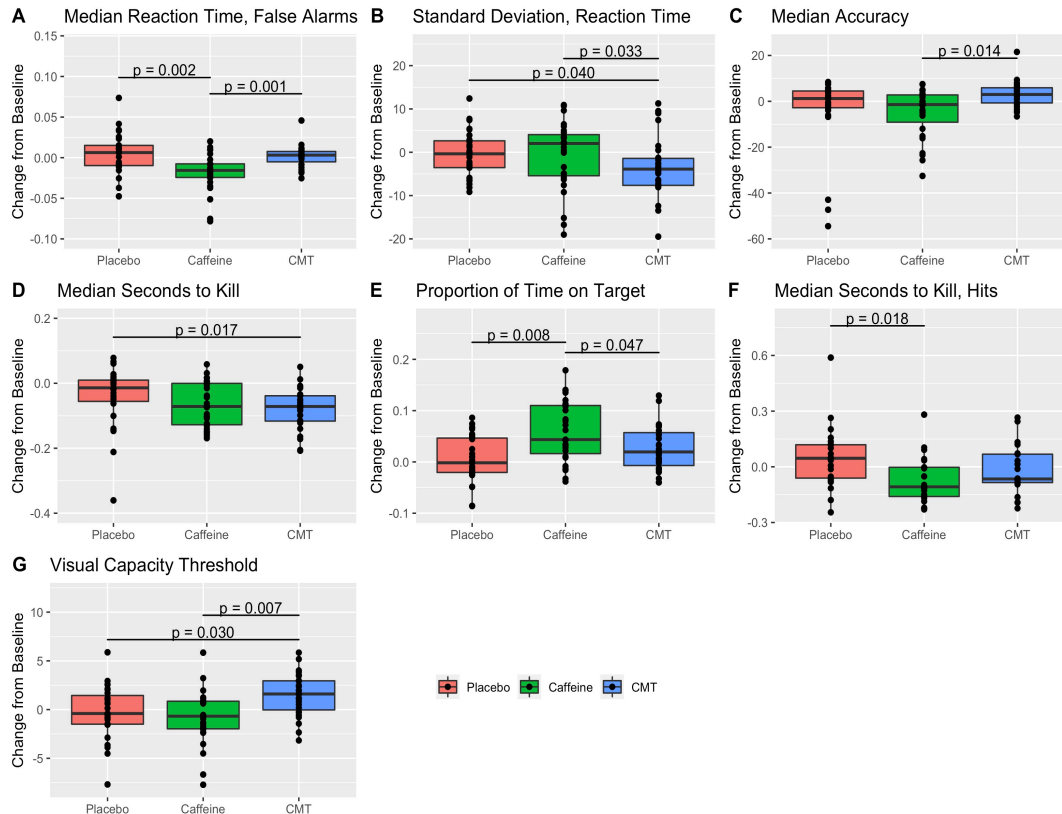 A Median Reaction Time, False Alarms
Change from Baseline
0.15
0.10
0.05
0.00
-0.05
-0.10
p = 0.002
p = 0.001
Placebo Caffeine CMT
B Standard Deviation, Reaction Time
Change from Baseline
20
10
0
-10
-20
p = 0.033
p = 0.040
Placebo Caffeine CMT
C Median Accuracy
Change from Baseline
20
0
-20
-40
-60
p = 0.014
Placebo Caffeine CMT
D Median Seconds to Kill
Change from Baseline
0.2
0.0
-0.2
-0.4
p = 0.017
Placebo Caffeine CMT
E Proportion of Time on Target
Change from Baseline
0.2
0.1
0.0
-0.1
p = 0.008
p = 0.047
Placebo Caffeine CMT
F Median Seconds to Kill, Hits
Change from Baseline
0.6
0.3
0.0
-0.3
p = 0.018
Placebo Caffeine CMT
G Visual Capacity Threshold
Change from Baseline
10
5
0
-5
p = 0.007
p = 0.030
Placebo Caffeine CMT
Placebo Caffeine CMT